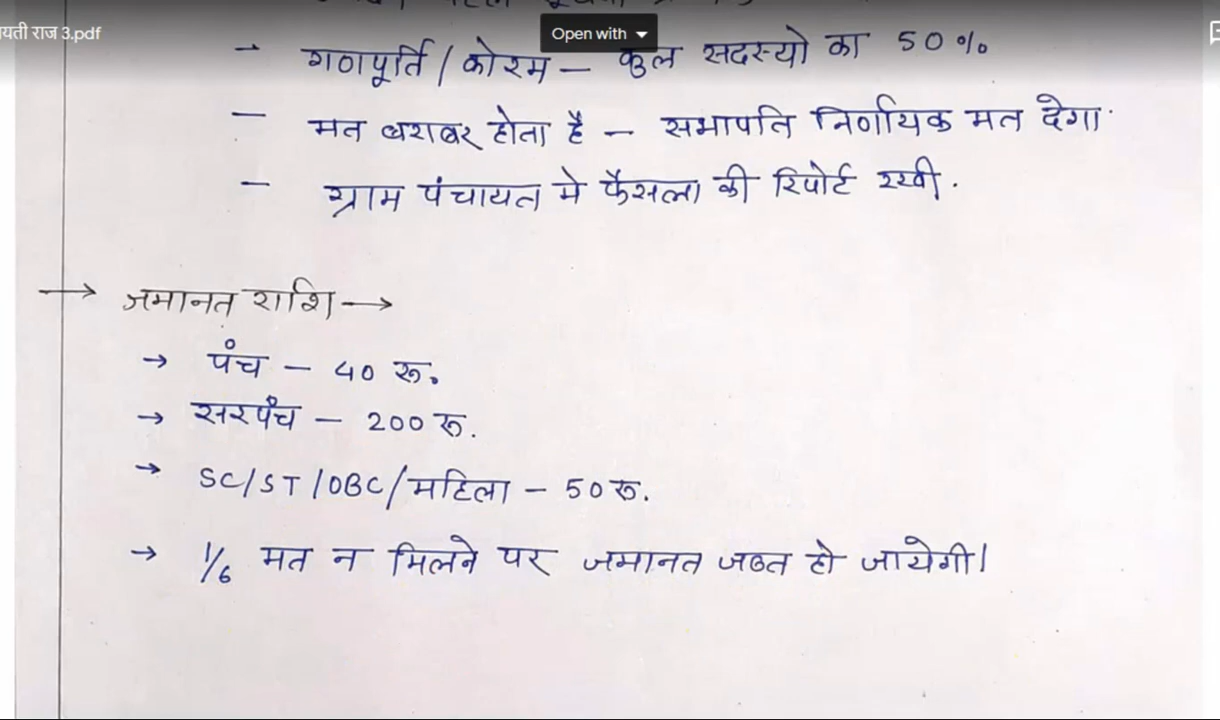 यती राज 3.pdf
Open with
- गणपूर्ति / कोरम – कुल सदस्यो का 50%
- मत बराबर होता है – सभापति निर्णायक मत देगा
- ग्राम पंचायत मे फैसला की रिपोर्ट रखी.
→ जमानत राशि →
→ पंच – 40 रू.
→ सरपंच – 200 रू.
→ SC/ST/OBC/महिला – 50 रू.
→ 1/6 मत न मिलने पर जमानत जब्त हो जायेगी।